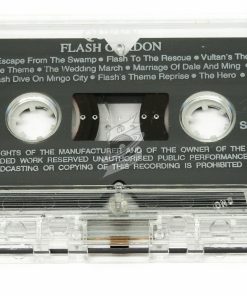 FLASH GORDON
Escape From The Swamp • Flash To The Rescue • Vultan's The
e Theme • The Wedding March • Marriage Of Dale And Ming •
sh Dive On Mingo City • Flash's Theme Reprise • The Hero •
S
GHTS OF THE MANUFACTURER AND OF THE OWNER OF THE
DED WORK RESERVED UNAUTHORISED PUBLIC PERFORMANCE
DCASTING OR COPYING OF THIS RECORDING IS PROHIBITED